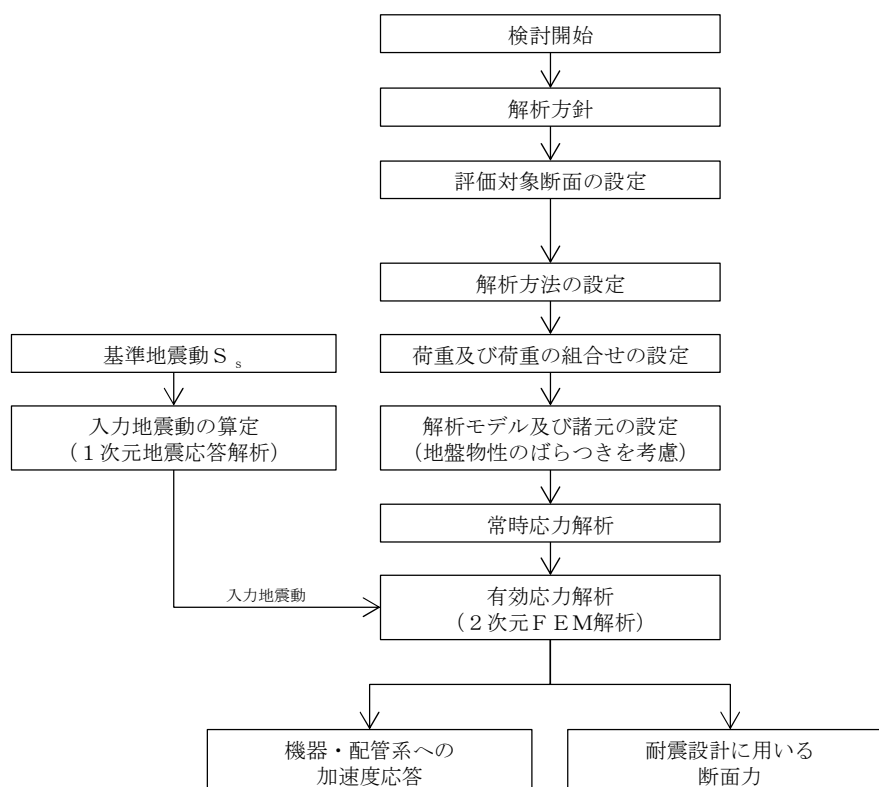 検討開始
解析方針
評価対象断面の設定
解析方法の設定
基準地震動Ｓｓ
荷重及び荷重の組合せの設定
入力地震動の算定
（１次元地震応答解析）
解析モデル及び諸元の設定
（地盤物性のばらつきを考慮）
常時応力解析
入力地震動
有効応力解析
（２次元ＦＥＭ解析）
機器・配管系への
加速度応答
耐震設計に用いる
断面力